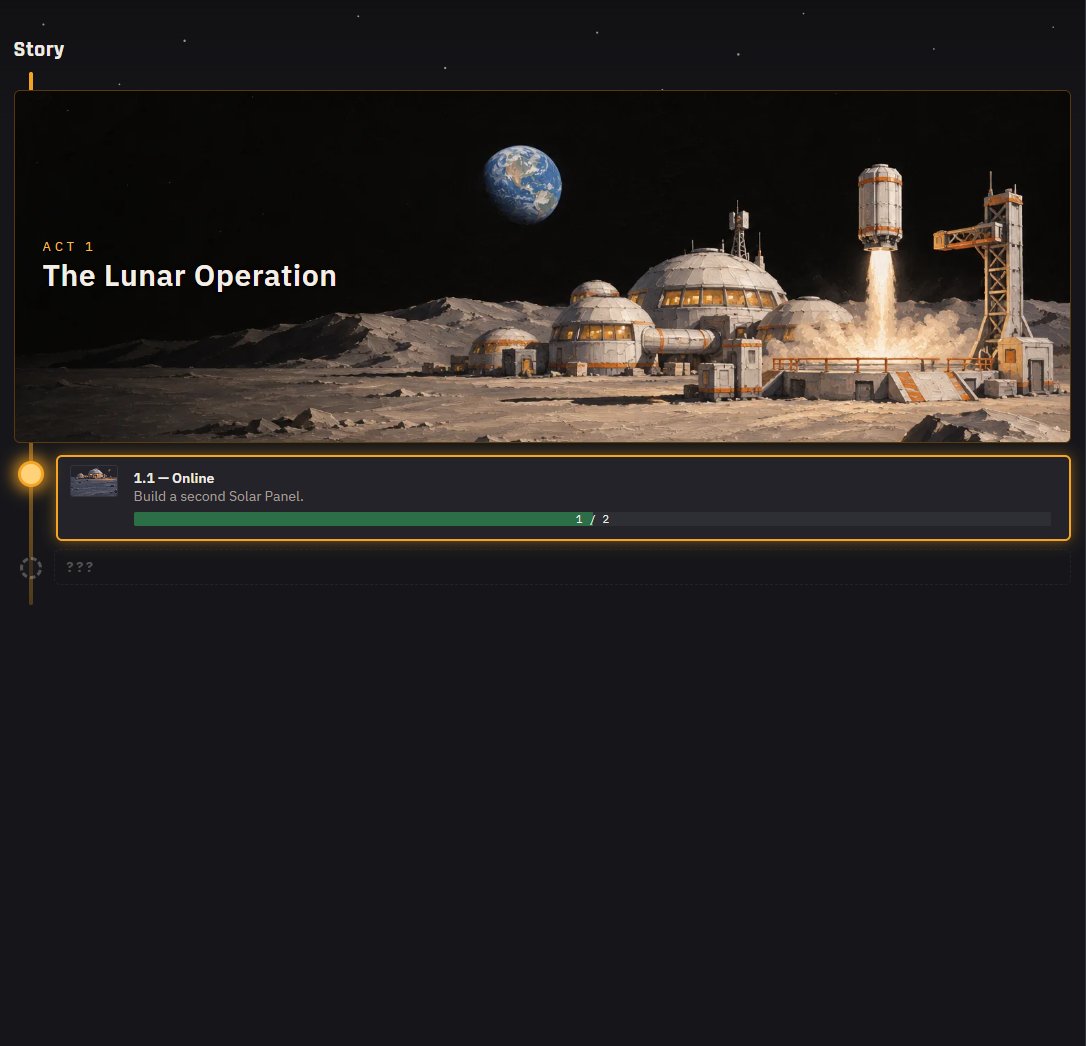 Story
ACT 1
The Lunar Operation
1.1 — Online
Build a second Solar Panel.
1 / 2
???